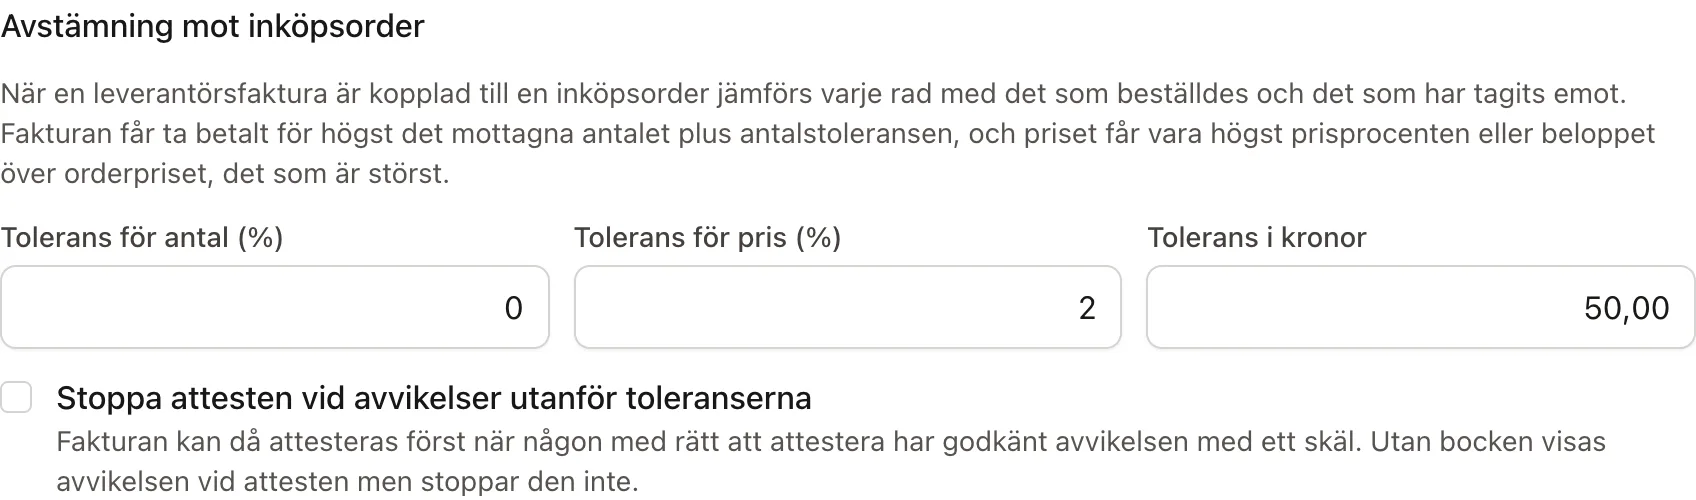 Avstämning mot inköpsorder
När en leverantörsfaktura är kopplad till en inköpsorder jämförs varje rad med det som beställdes och det som har tagits emot.
Fakturan får ta betalt för högst det mottagna antalet plus antalstoleransen, och priset får vara högst prisprocenten eller beloppet
över orderpriset, det som är störst.
Tolerans för antal (%) Tolerans för pris (%) Tolerans i kronor
0 2 50,00
Stoppa attesten vid avvikelser utanför toleranserna
Fakturan kan då attesteras först när någon med rätt att attestera har godkänt avvikelsen med ett skäl. Utan bocken visas
avvikelsen vid attesten men stoppar den inte.